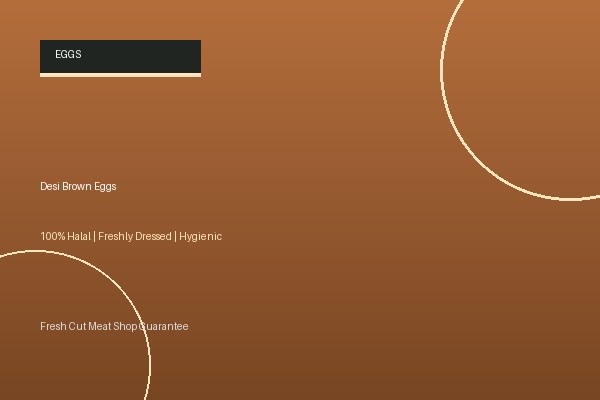 EGGS
Desi Brown Eggs
100% Halal | Freshly Dressed | Hygienic
Fresh Cut Meat Shop Guarantee